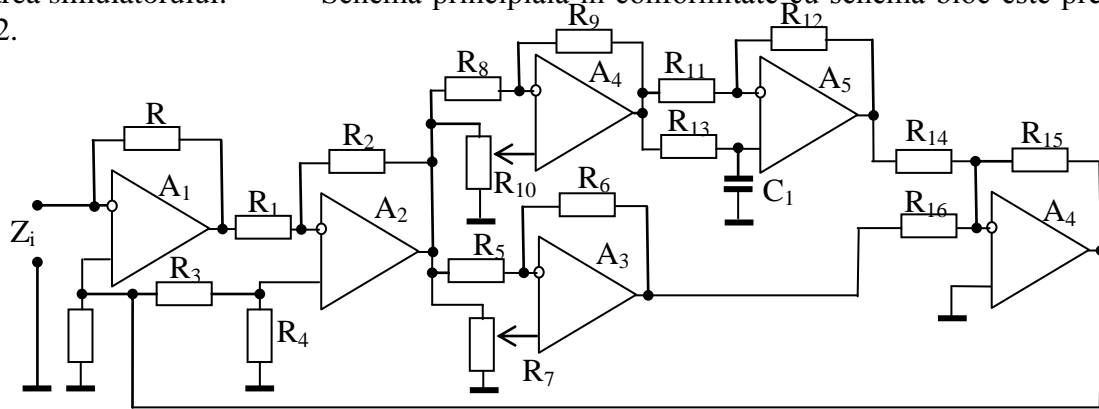 area simulatorului. Schema principială în conformitate cu schema bloc este pre
2.
R9
R12
R8
A4
R11
A5
R
R2
R13
R14
R15
R10
C1
A1
R6
R1
A2
R16
A4
Zi
R5
A3
R3
R4
R7